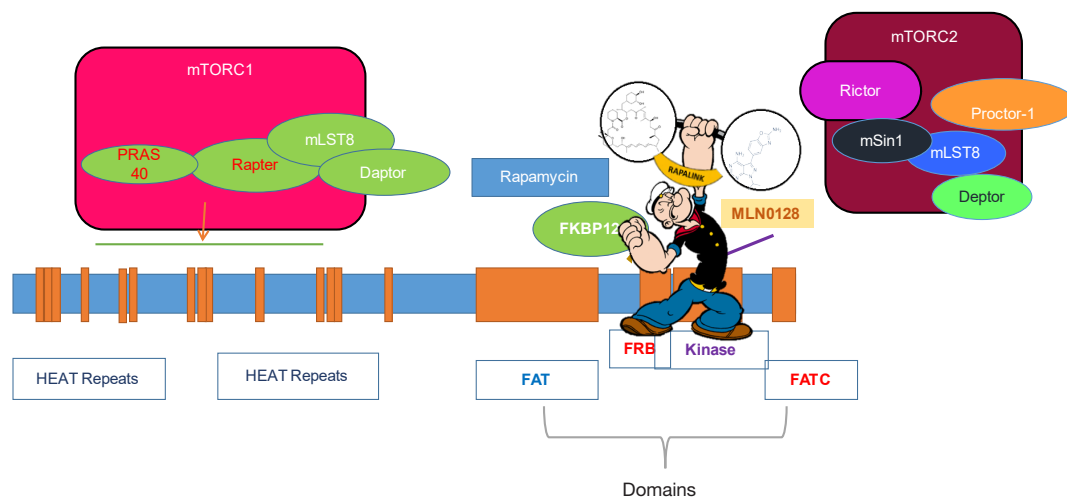 mTORC1
mLST8
PRAS
40
Rapter
Daptor
mTORC2
Rictor
Proctor-1
mSin1
mLST8
Deptor
Rapamycin
RAPALINK
FKBP12
MLN0128
HEAT Repeats
HEAT Repeats
FAT
FRB
Kinase
FATC
Domains